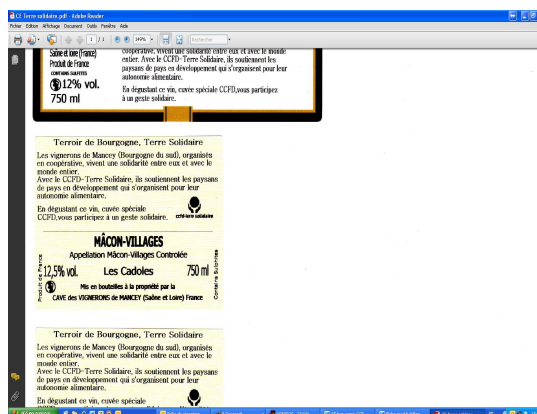 CE Terre solidaire.pdf - Adobe Reader
Fichier Edition Affichage Document Outils Fenêtre Aide
1 / 1 149% Rechercher
Saône et loire (France)
Produit de France
CONTAINS SULFITES
12% vol.
750 ml
coopérative, vivent une solidarité entre eux et avec le monde
entier. Avec le CCFD-Terre Solidaire, ils soutiennent les
paysans de pays en développement qui s'organisent pour leur
autonomie alimentaire.
En dégustant ce vin, cuvée spéciale CCFD,vous participez
à un geste solidaire.
Terroir de Bourgogne, Terre Solidaire
Les vignerons de Mancey (Bourgogne du sud), organisés
en coopérative, vivent une solidarité entre eux et avec le
monde entier.
Avec le CCFD-Terre Solidaire, ils soutiennent les paysans
de pays en développement qui s'organisent pour leur
autonomie alimentaire.
En dégustant ce vin, cuvée spéciale
CCFD,vous participez à un geste solidaire.
ccfd-terre solidaire
MÂCON-VILLAGES
Appellation Mâcon-Villages Controlée
Produit de France
12,5% vol. Les Cadoles 750 ml
Contains Sulphites
Mis en bouteilles à la propriété par la
CAVE des VIGNERONS de MANCEY (Saône et Loire) France
Terroir de Bourgogne, Terre Solidaire
Les vignerons de Mancey (Bourgogne du sud), organisés
en coopérative, vivent une solidarité entre eux et avec le
monde entier.
Avec le CCFD-Terre Solidaire, ils soutiennent les paysans
de pays en développement qui s'organisent pour leur
autonomie alimentaire.
En dégustant ce vin, cuvée spéciale